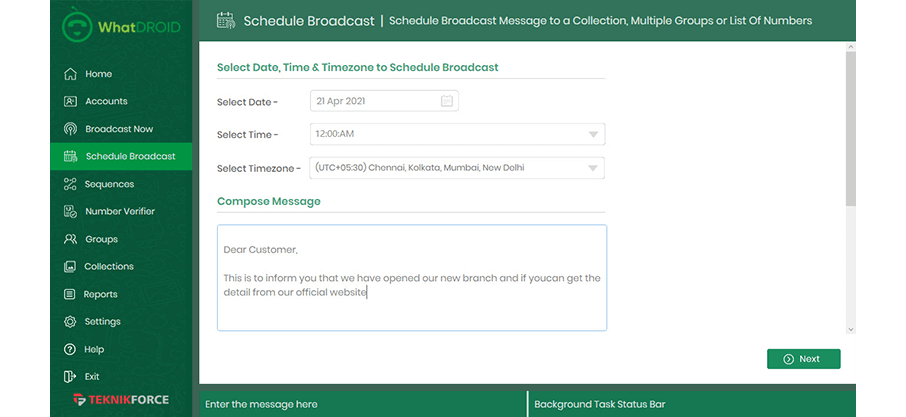 WhatDROID
Schedule Broadcast | Schedule Broadcast Message to a Collection, Multiple Groups or List Of Numbers
Home
Accounts
Broadcast Now
Schedule Broadcast
Sequences
Number Verifier
Groups
Collections
Reports
Settings
Help
Exit
TEKNIKFORCE
Select Date, Time & Timezone to Schedule Broadcast
Select Date - 21 Apr 2021
Select Time - 12:00:AM
Select Timezone - (UTC+05:30) Chennai, Kolkata, Mumbai, New Delhi
Compose Message
Dear Customer,
This is to inform you that we have opened our new branch and if youcan get the
detail from our official website
Next
Enter the message here
Background Task Status Bar